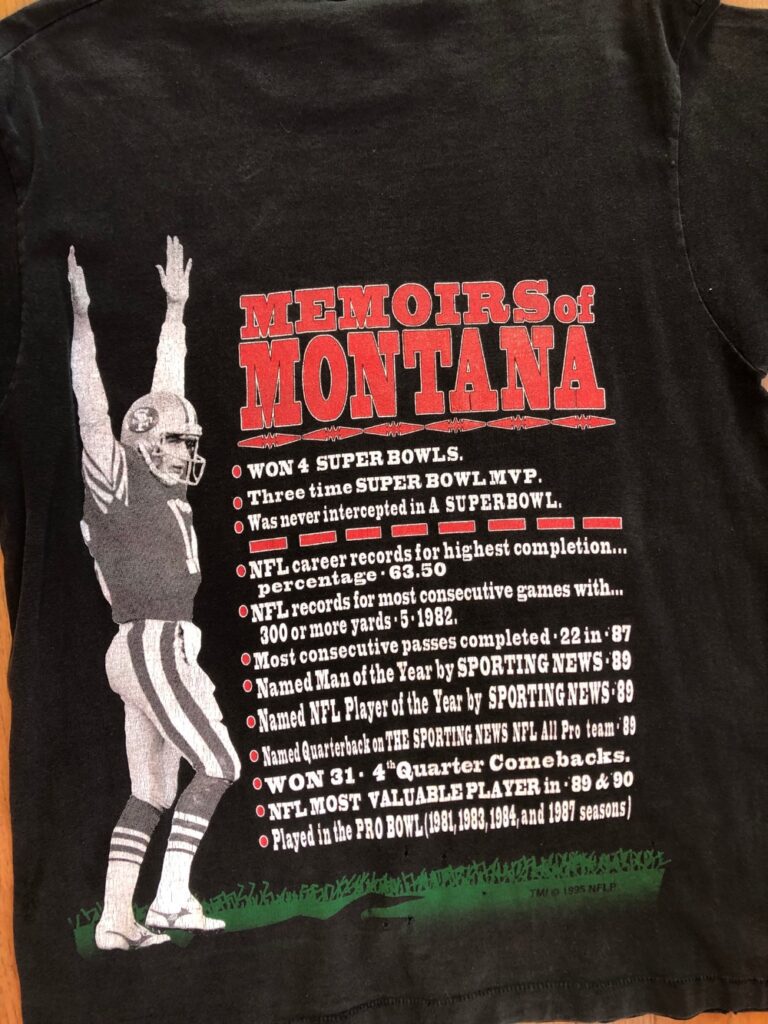 MEMOIRS of
MONTANA
WON 4 SUPER BOWLS.
Three time SUPER BOWL MVP.
Was never intercepted in A SUPERBOWL.
NFL career records for highest completion...
percentage · 63.50
NFL records for most consecutive games with...
300 or more yards · 5 · 1982.
Most consecutive passes completed · 22 in · 87
Named Man of the Year by SPORTING NEWS · 89
Named NFL Player of the Year by SPORTING NEWS · 89
Named Quarterback on THE SPORTING NEWS NFL All Pro team · 89
WON 31 · 4th Quarter Comebacks.
NFL MOST VALUABLE PLAYER in · 89 & 90
Played in the PRO BOWL (1981, 1983, 1984, and 1987 seasons)
TM/ © 1995 NFLP
SF
1